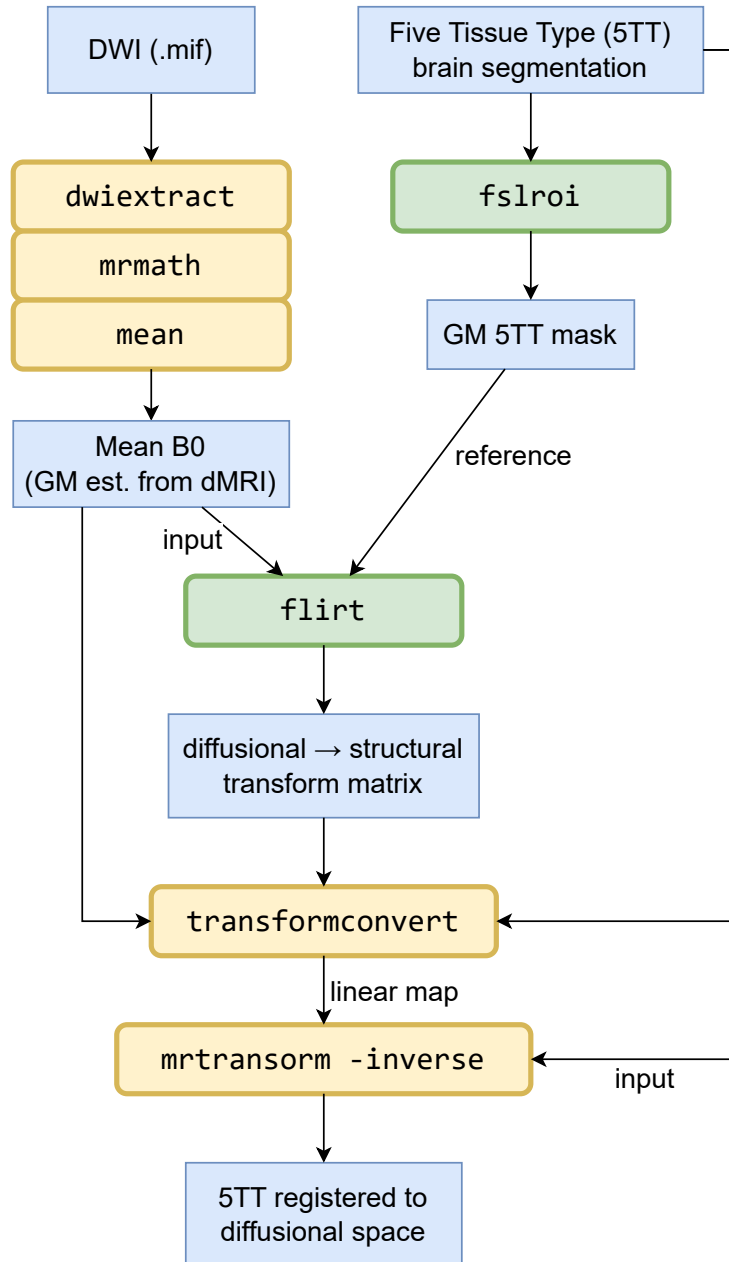 DWI (.mif)
Five Tissue Type (5TT)
brain segmentation
dwiextract
mrmath
mean
fslroi
GM 5TT mask
Mean B0
(GM est. from dMRI)
input
reference
flirt
diffusional → structural
transform matrix
transformconvert
linear map
mrtransorm -inverse
input
5TT registered to
diffusional space